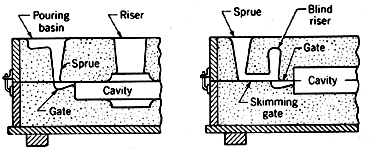 Pouring
basin
Riser
Sprue
Gate
Cavity
Sprue
Blind
riser
Gate
Cavity
Skimming
gate